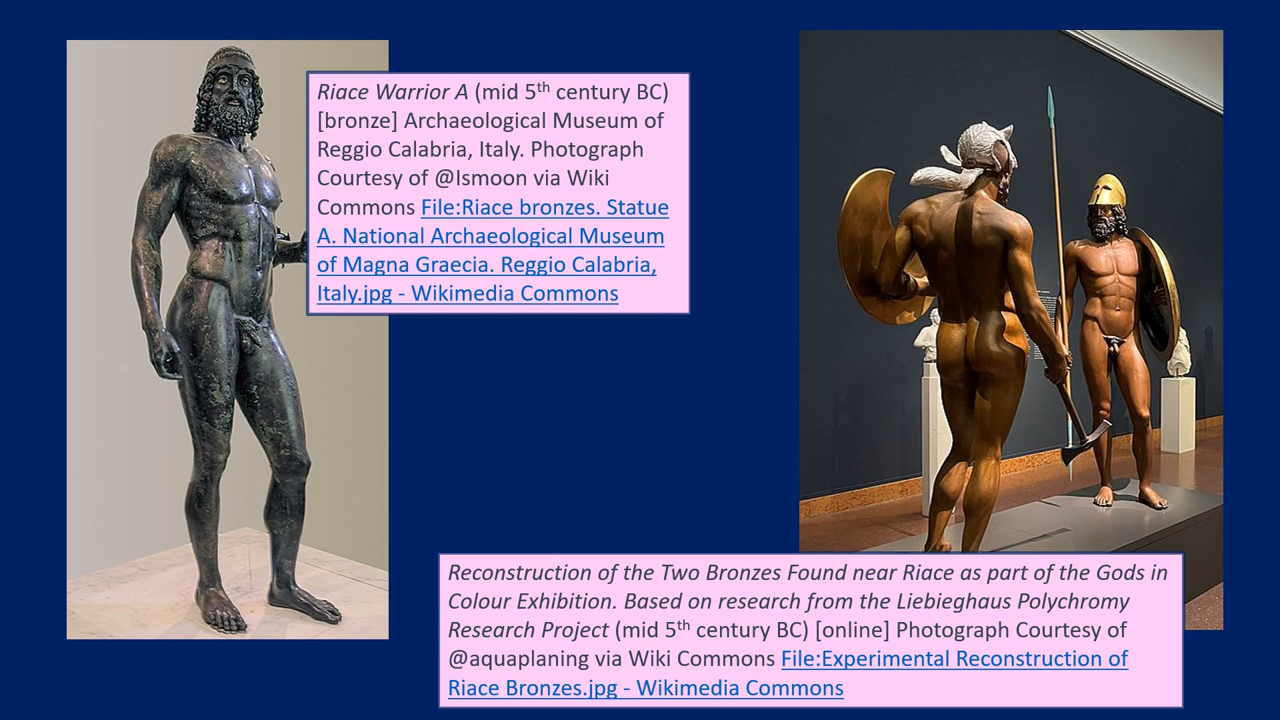 Riace Warrior A (mid 5th century BC)
[bronze] Archaeological Museum of
Reggio Calabria, Italy. Photograph
Courtesy of @Ismoon via Wiki
Commons File:Riace bronzes. Statue
A. National Archaeological Museum
of Magna Graecia. Reggio Calabria,
Italy.jpg - Wikimedia Commons
Reconstruction of the Two Bronzes Found near Riace as part of the Gods in
Colour Exhibition. Based on research from the Liebieghaus Polychromy
Research Project (mid 5th century BC) [online] Photograph Courtesy of
@aquaplaning via Wiki Commons File:Experimental Reconstruction of
Riace Bronzes.jpg - Wikimedia Commons